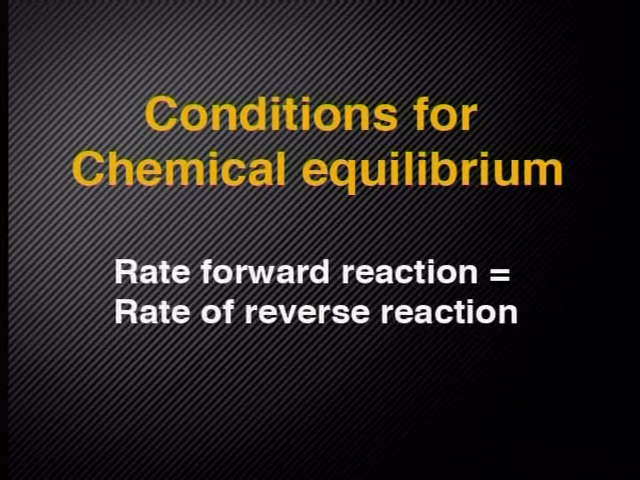 Conditions for
Chemical equilibrium
Rate forward reaction =
Rate of reverse reaction